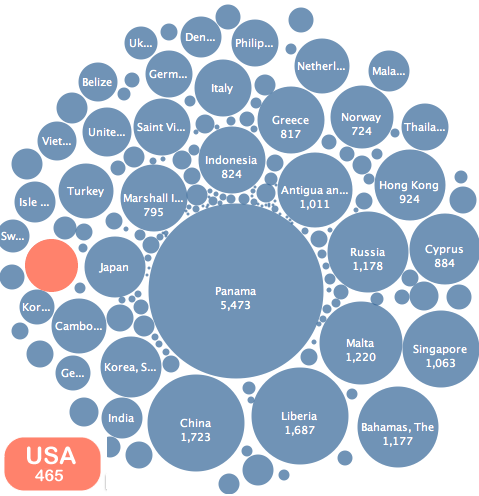 Uk...
Den...
Philip...
Belize
Germ...
Italy
Netherl...
Mala...
Viet...
Unite...
Saint Vi...
Greece
817
Norway
724
Thaila...
Indonesia
824
Isle ...
Turkey
Marshall I...
795
Antigua an...
1,011
Hong Kong
924
Sw...
Japan
Russia
1,178
Cyprus
884
Panama
5,473
Kor...
Cambo...
Malta
1,220
Singapore
1,063
Ge...
Korea, S...
India
China
1,723
Liberia
1,687
Bahamas, The
1,177
USA
465